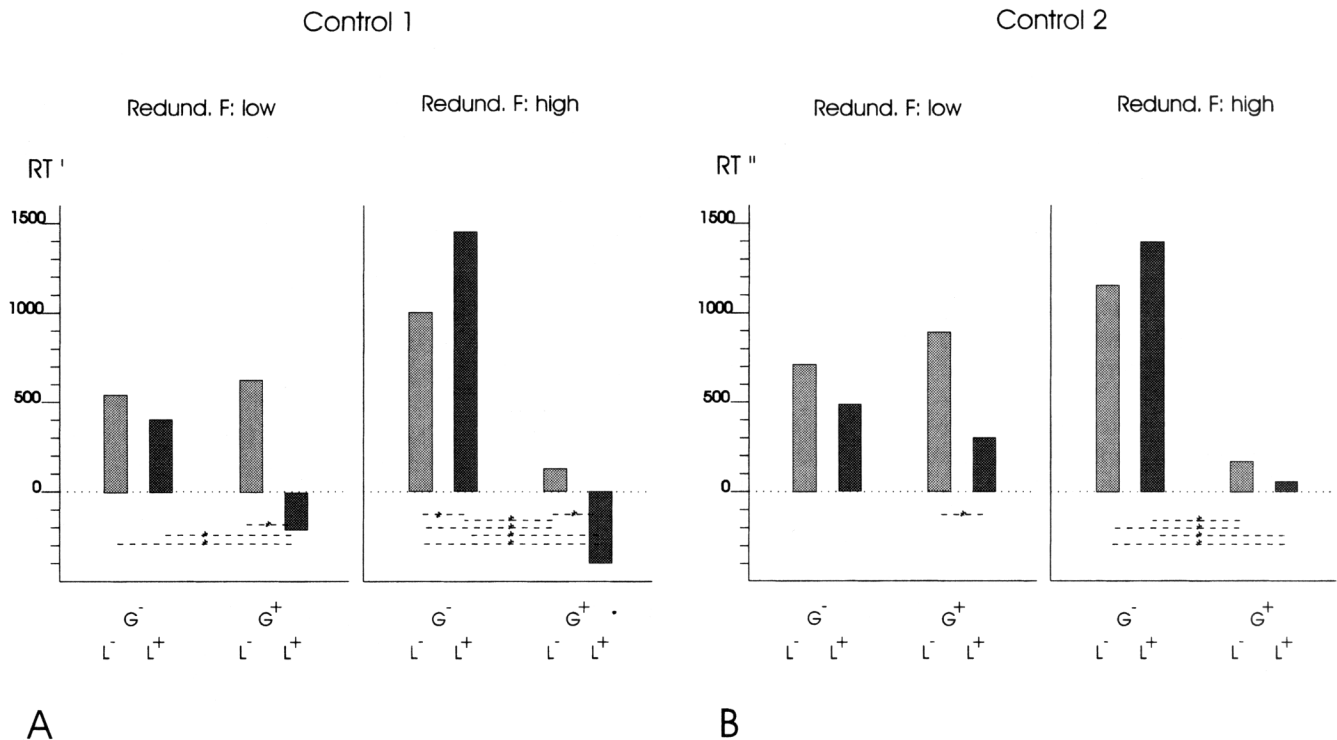 Control 1
Control 2
Redund. F: low
Redund. F: high
Redund. F: low
Redund. F: high
RT '
RT "
1500
1000
500
0
1500
1000
500
0
G⁻ G⁺ G⁻ G⁺ G⁻ G⁺ G⁻ G⁺
L⁻ L⁺ L⁻ L⁺ L⁻ L⁺ L⁻ L⁺ L⁻ L⁺ L⁻ L⁺ L⁻ L⁺ L⁻ L⁺
A
B